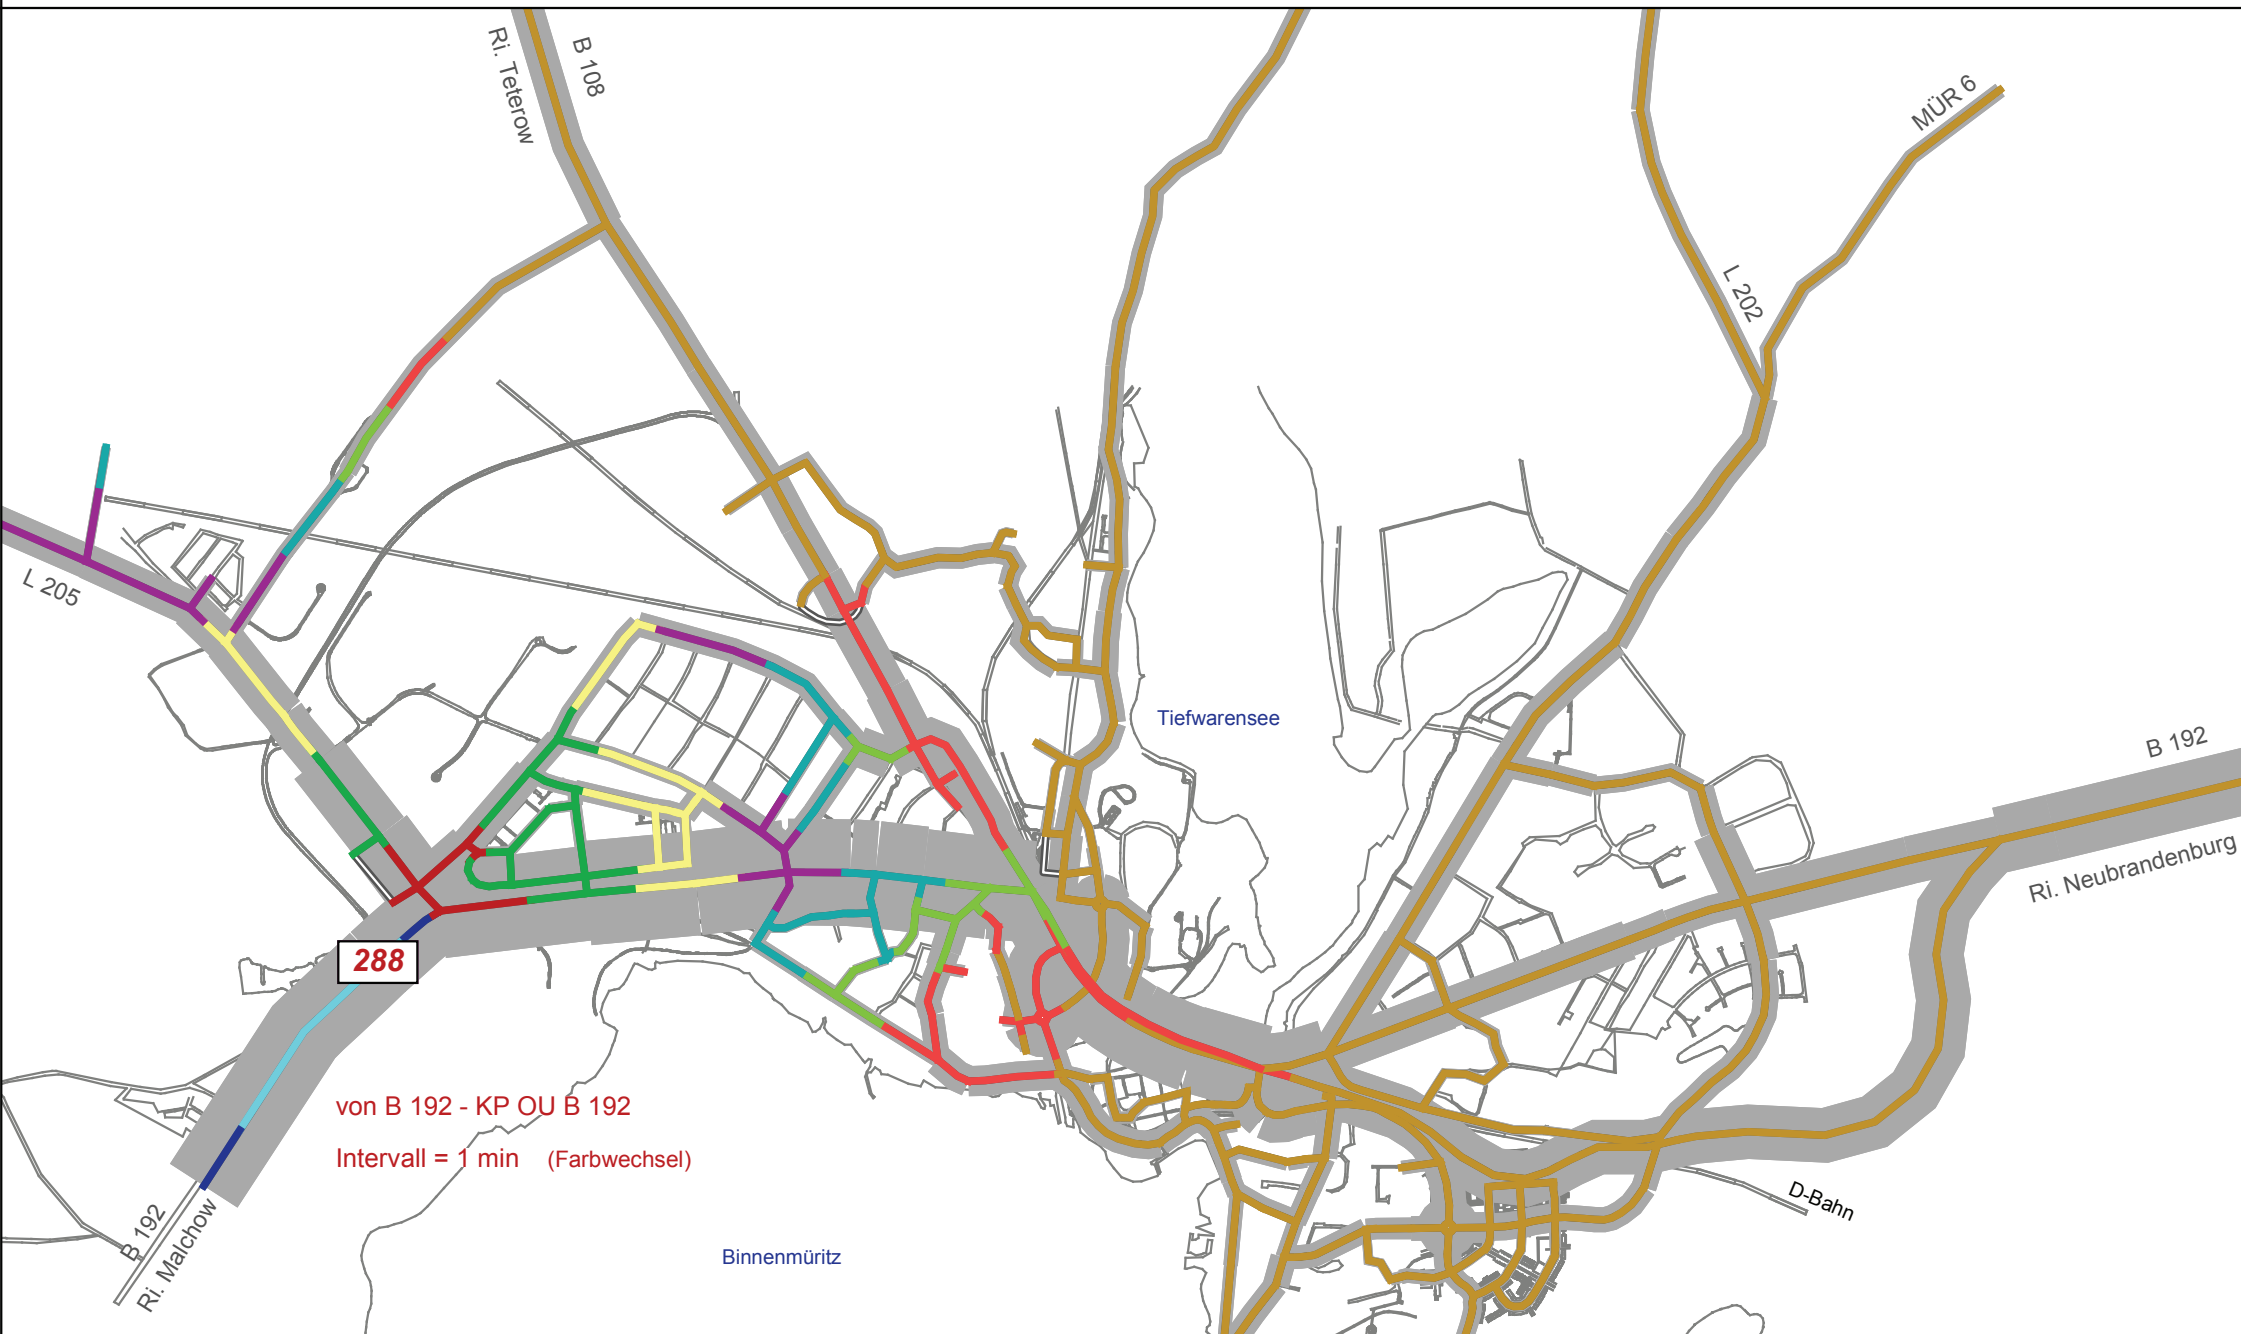 B 108
Ri. Teterow
MÜR 6
L 202
L 205
Tiefwarensee
B 192
Ri. Neubrandenburg
288
von B 192 - KP OU B 192
Intervall = 1 min (Farbwechsel)
B 192
Ri. Malchow
D-Bahn
Binnenmüritz